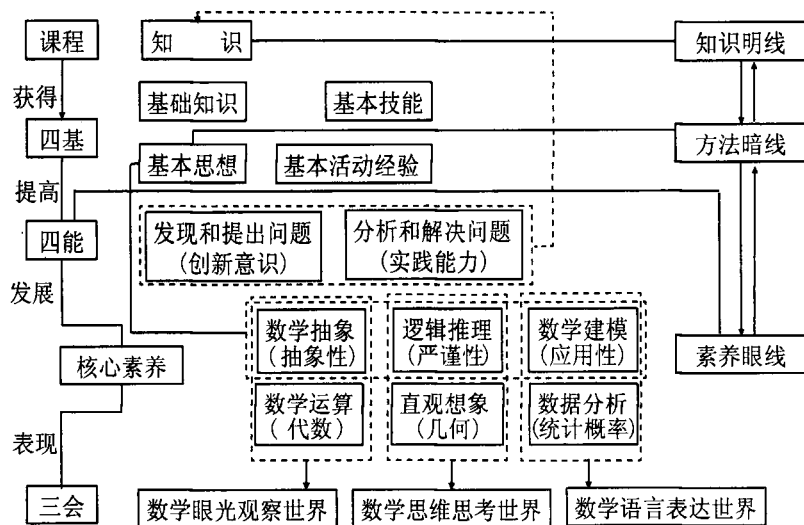 课程
知 识
知识明线
获得
基础知识
基本技能
四基
方法暗线
基本思想
基本活动经验
提高
四能
发现和提出问题
(创新意识)
分析和解决问题
(实践能力)
发展
数学抽象
(抽象性)
逻辑推理
(严谨性)
数学建模
(应用性)
核心素养
素养眼线
数学运算
(代数)
直观想象
(几何)
数据分析
(统计概率)
表现
三会
数学眼光观察世界
数学思维思考世界
数学语言表达世界